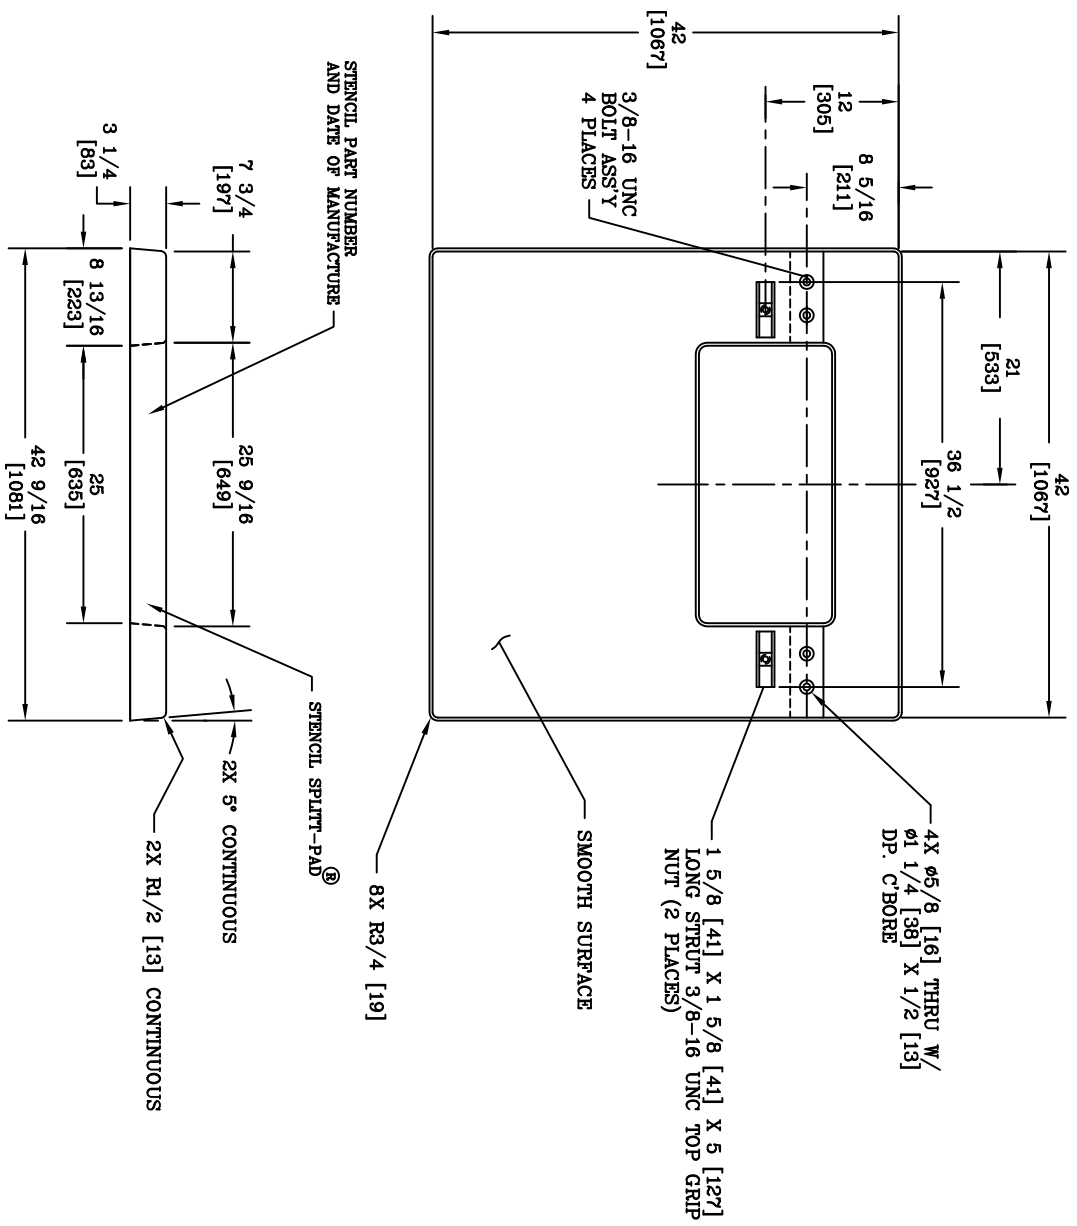 42
[1067]
21
[533]
36 1/2
[927]
42
[1067]
12
[305]
8 5/16
[211]
3/8-16 UNC
BOLT ASS'Y
4 PLACES
4X ø5/8 [16] THRU W/
ø1 1/4 [38] X 1/2 [13]
DP. C'BORE
1 5/8 [41] X 1 5/8 [41] X 5 [127]
LONG STRUT 3/8-16 UNC TOP GRIP
NUT (2 PLACES)
SMOOTH SURFACE
8X R3/4 [19]
STENCIL PART NUMBER
AND DATE OF MANUFACTURE
STENCIL SPLITT-PAD®
7 3/4
[197]
25 9/16
[649]
2X 5° CONTINUOUS
3 1/4
[83]
2X R1/2 [13] CONTINUOUS
8 13/16
[223]
25
[635]
42 9/16
[1081]